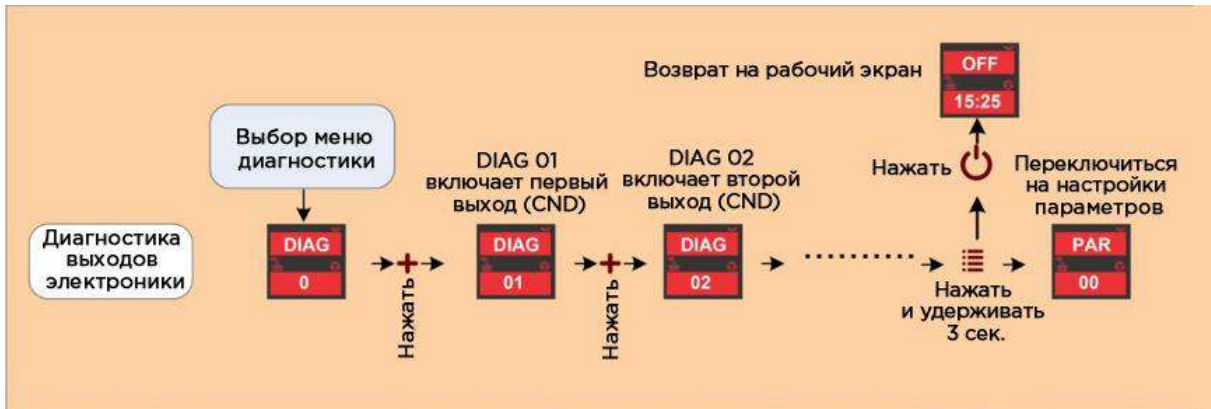 Возврат на рабочий экран
OFF
15:25
Выбор меню
диагностики
DIAG 01
включает первый
выход (CND)
DIAG 02
включает второй
выход (CND)
Нажать
Переключиться
на настройки
параметров
Диагностика
выходов
электроники
DIAG
0
Нажать
DIAG
01
Нажать
DIAG
02
Нажать
и удерживать
3 сек.
PAR
00